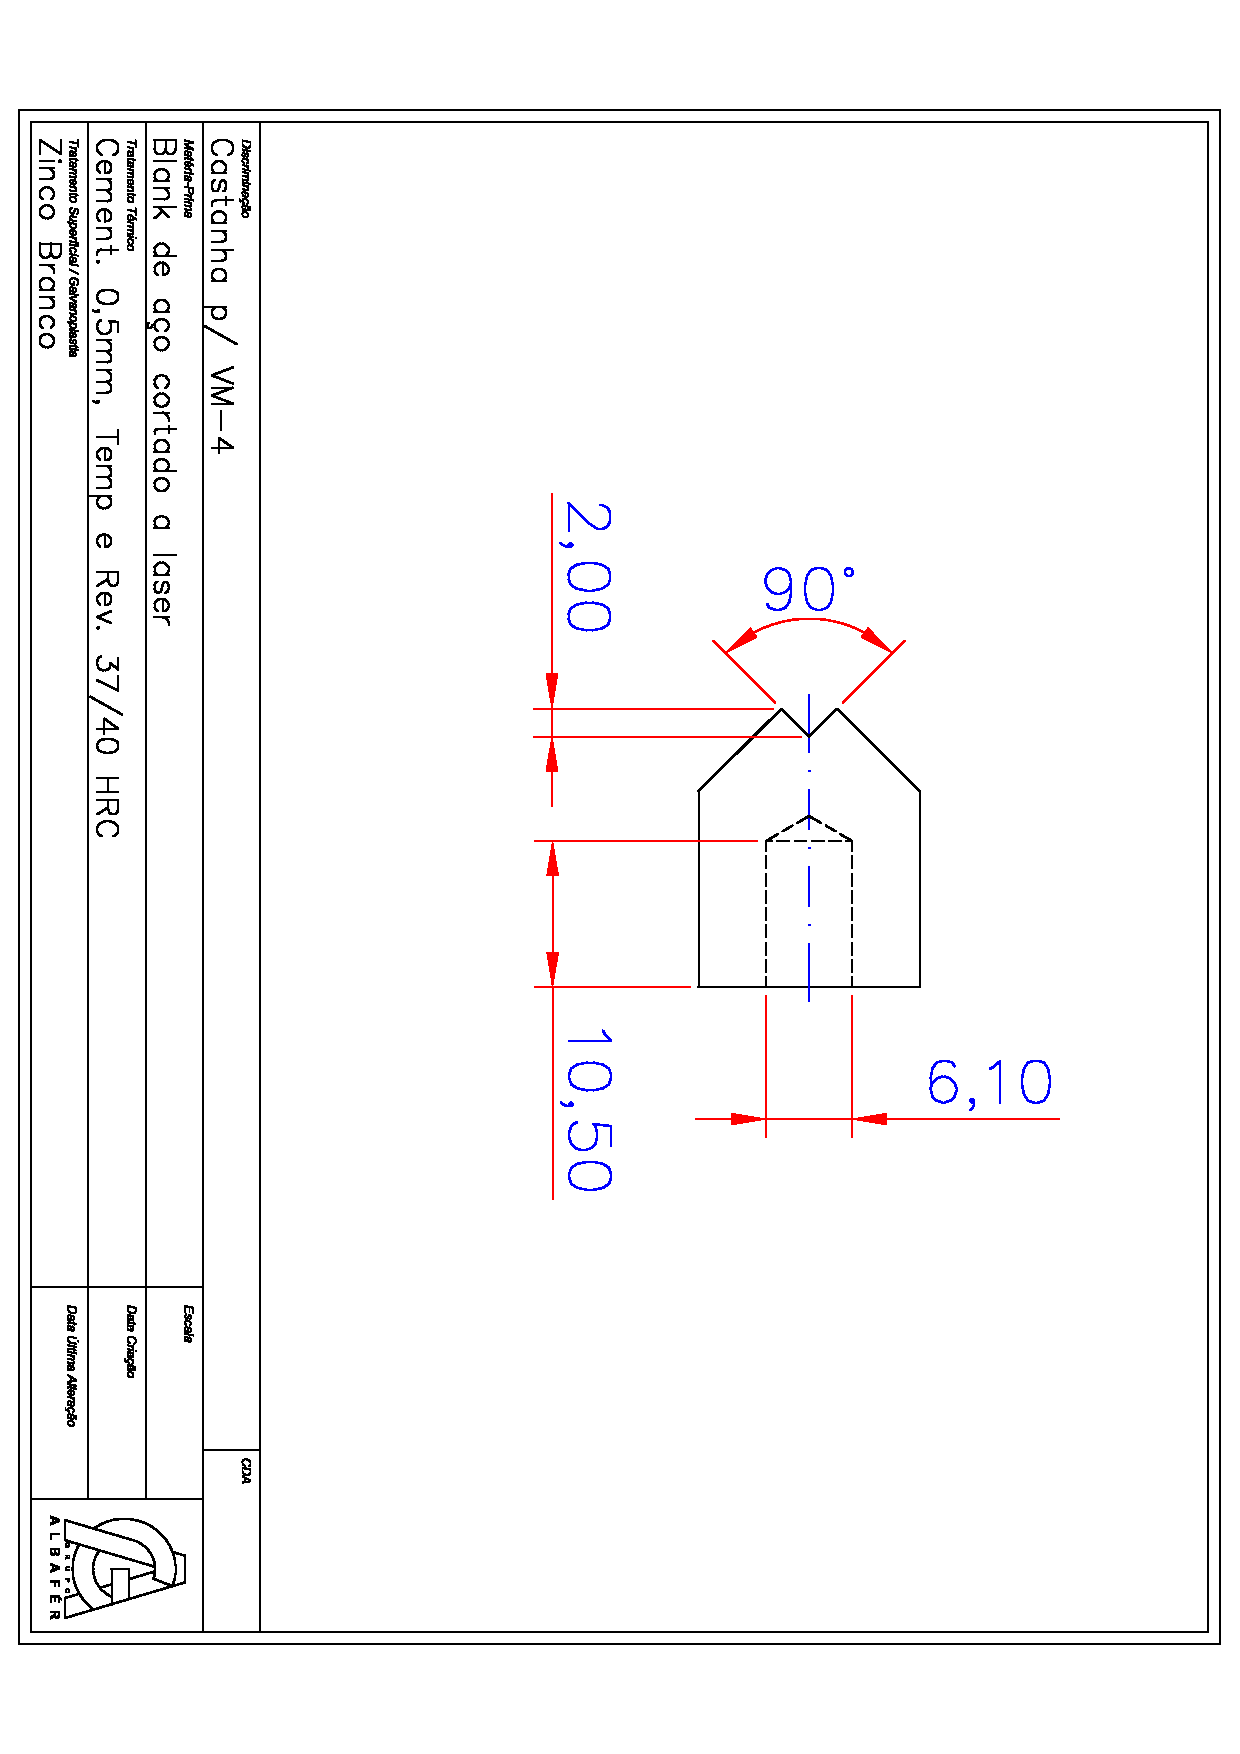 2,00
90°
10,50
6,10
Discriminação
Castanha p/ VM-4
CDA
Matéria-Prima
Blank de aço cortado a laser
Escala
Tratamento Térmico
Cement. 0,5mm, Temp e Rev. 37/40 HRC
Data Criação
Tratamento Superficial / Galvanoplastia
Zinco Branco
Data Última Alteração
GRUPO
ALBAFÉR